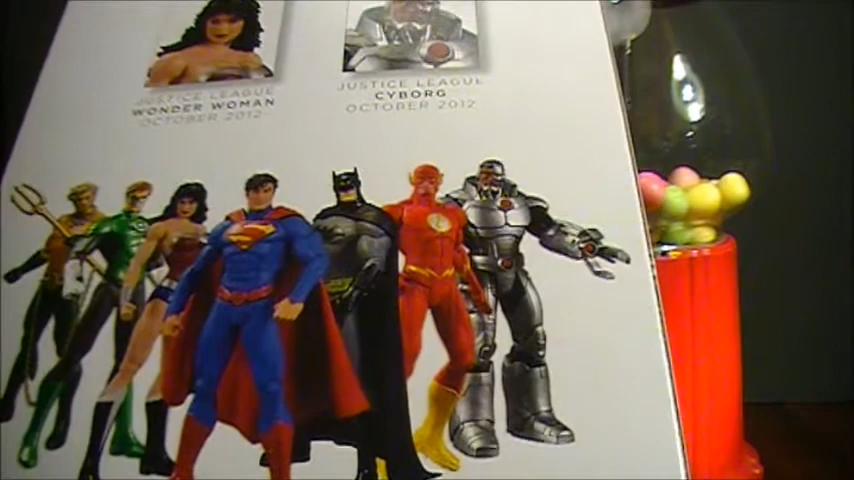 JUSTICE LEAGUE
WONDER WOMAN
OCTOBER 2012
JUSTICE LEAGUE
CYBORG
OCTOBER 2012